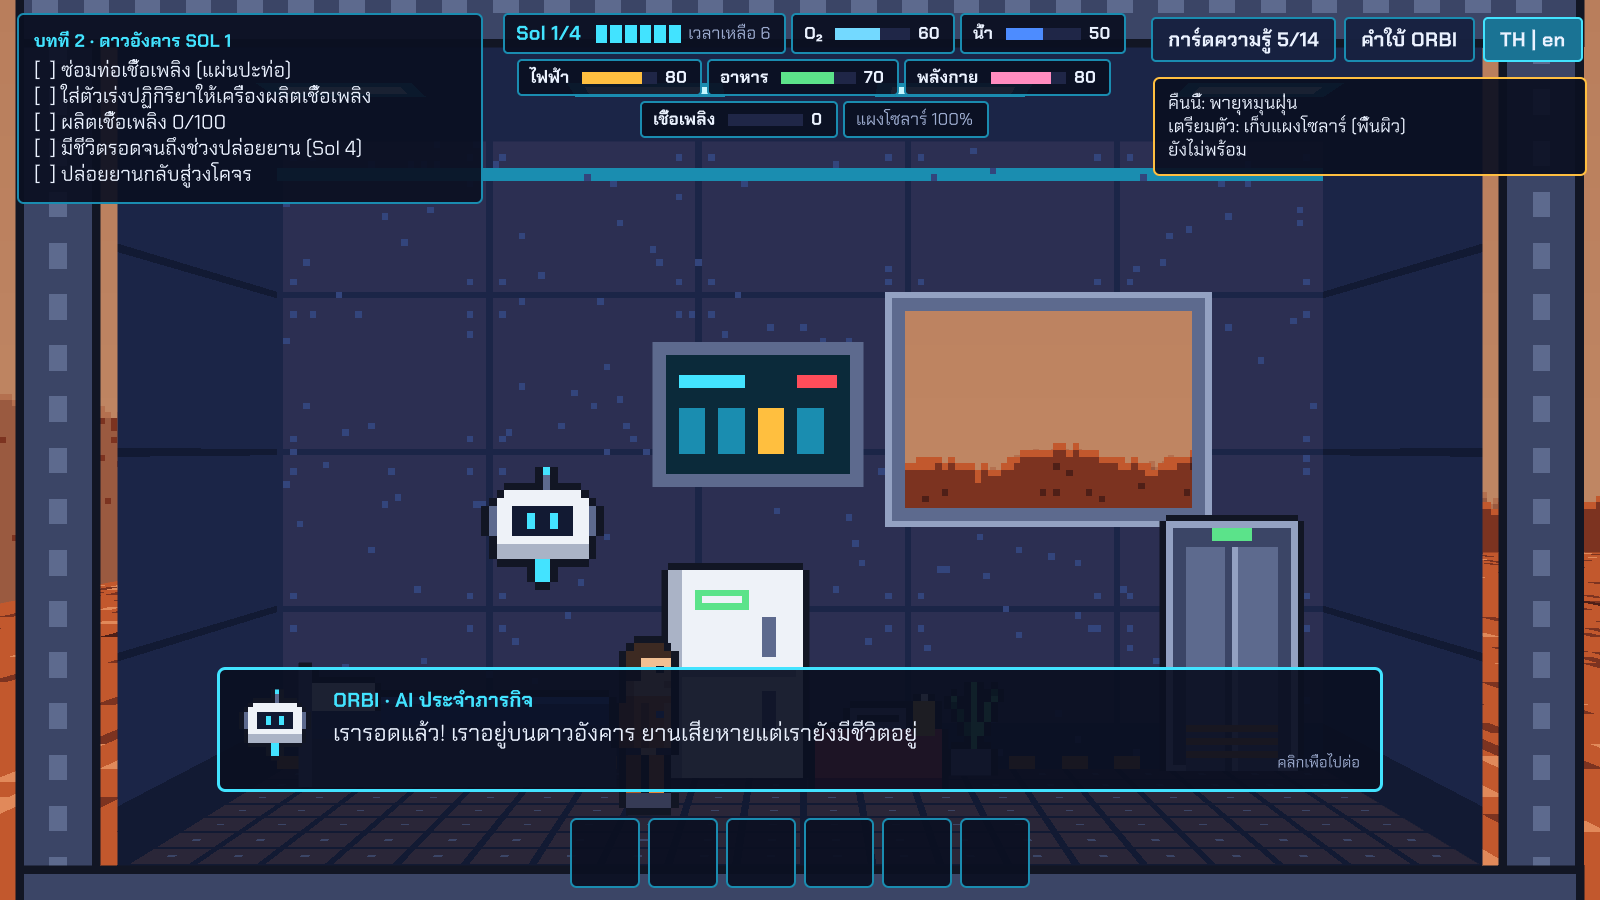 บทที่ 2 · ดาวอังคาร SOL 1
[ ] ซ่อมท่อเชื้อเพลิง (แผ่นปะท่อ)
[ ] ใส่ตัวเร่งปฏิกิริยาให้เครื่องผลิตเชื้อเพลิง
[ ] ผลิตเชื้อเพลิง 0/100
[ ] มีชีวิตรอดจนถึงช่วงปล่อยยาน (Sol 4)
[ ] ปล่อยยานกลับสู่วงโคจร
Sol 1/4 เวลาเหลือ 6
O₂ 60
น้ำ 50
ไฟฟ้า 80
อาหาร 70
พลังกาย 80
เชื้อเพลิง 0
แผงโซลาร์ 100%
การ์ดความรู้ 5/14
คำใบ้ ORBI
TH | en
คืนนี้: พายุหมุนฝุ่น
เตรียมตัว: เก็บแผงโซลาร์ (พื้นผิว)
ยังไม่พร้อม
ORBI · AI ประจำภารกิจ
เรารอดแล้ว! เราอยู่บนดาวอังคาร ยานเสียหายแต่เรายังมีชีวิตอยู่
คลิกเพื่อไปต่อ